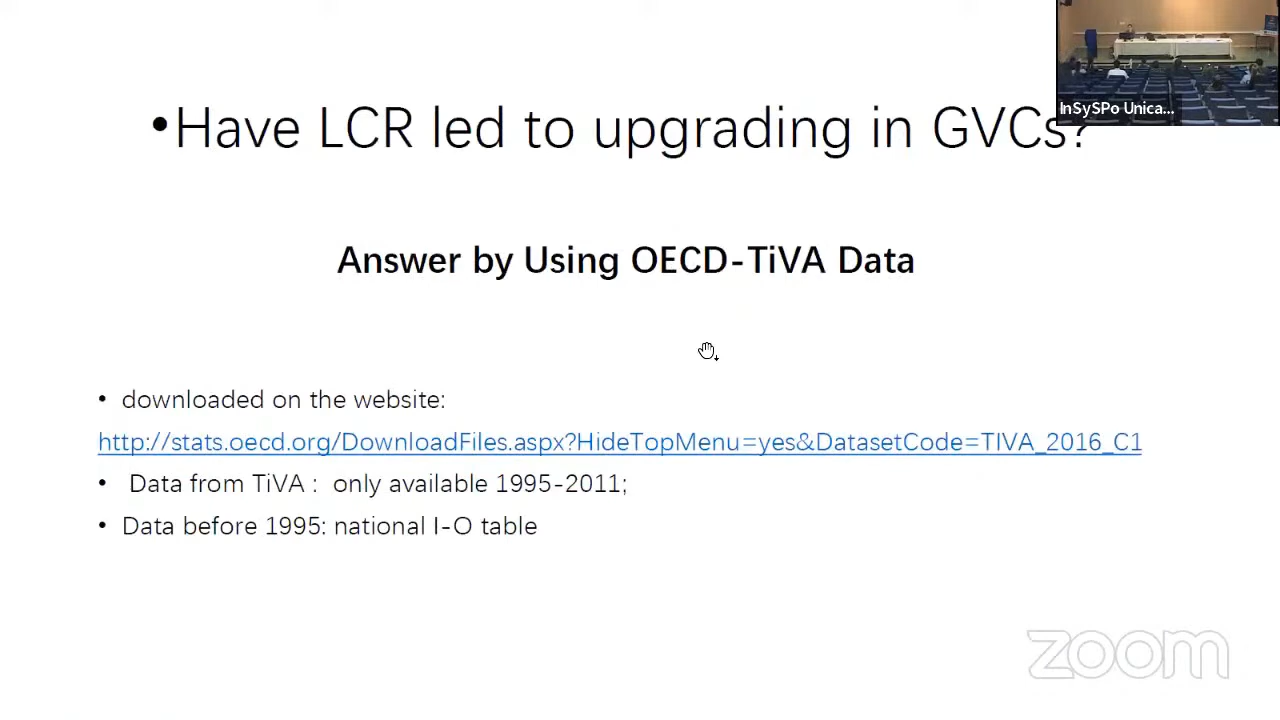 •Have LCR led to upgrading in GVCs?
InSySPo Unica...
Answer by Using OECD-TiVA Data
• downloaded on the website:
http://stats.oecd.org/DownloadFiles.aspx?HideTopMenu=yes&DatasetCode=TIVA_2016_C1
• Data from TiVA : only available 1995-2011;
• Data before 1995: national I-O table
zoom